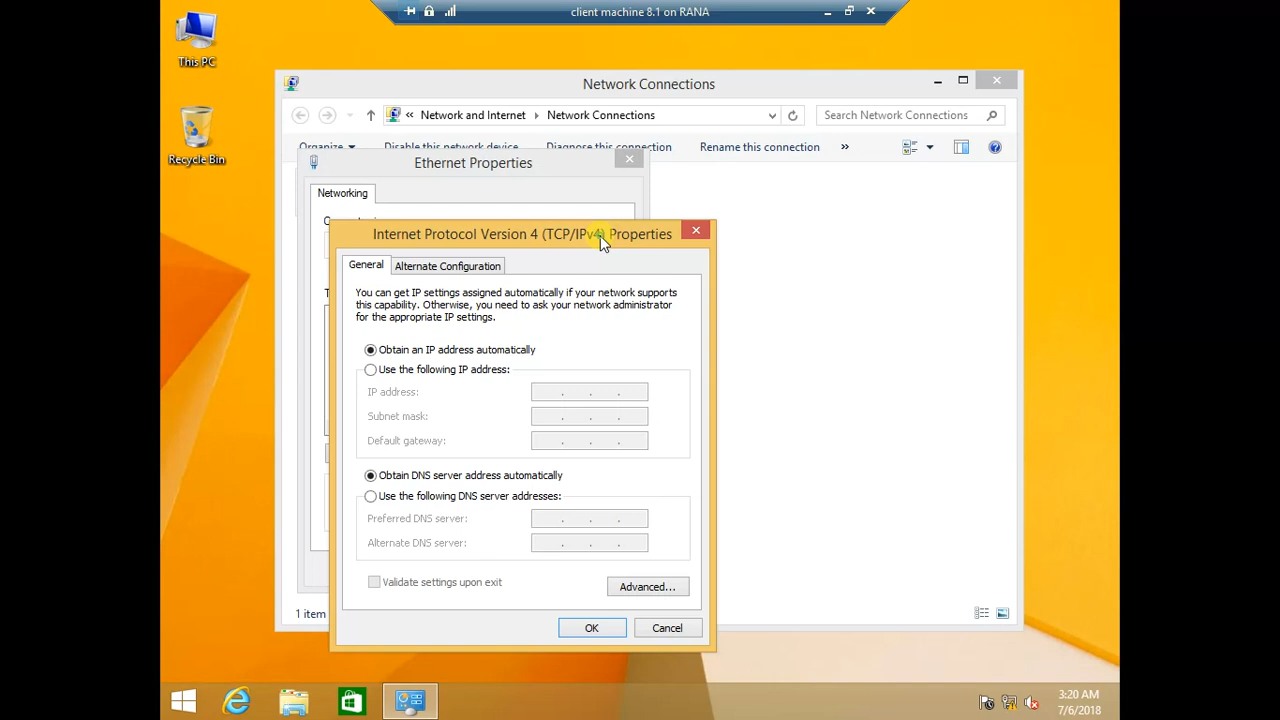 client machine 8.1 on RANA
This PC
Recycle Bin
Network Connections
« Network and Internet Network Connections
Search Network Connections
Organize Disable this network device Diagnose this connection Rename this connection »
Ethernet Properties
Networking
Internet Protocol Version 4 (TCP/IPv4) Properties
General Alternate Configuration
You can get IP settings assigned automatically if your network supports
this capability. Otherwise, you need to ask your network administrator
for the appropriate IP settings.
Obtain an IP address automatically
Use the following IP address:
IP address: . . .
Subnet mask: . . .
Default gateway: . . .
Obtain DNS server address automatically
Use the following DNS server addresses:
Preferred DNS server: . . .
Alternate DNS server: . . .
Validate settings upon exit
Advanced...
OK Cancel
1 item
3:20 AM
7/6/2018